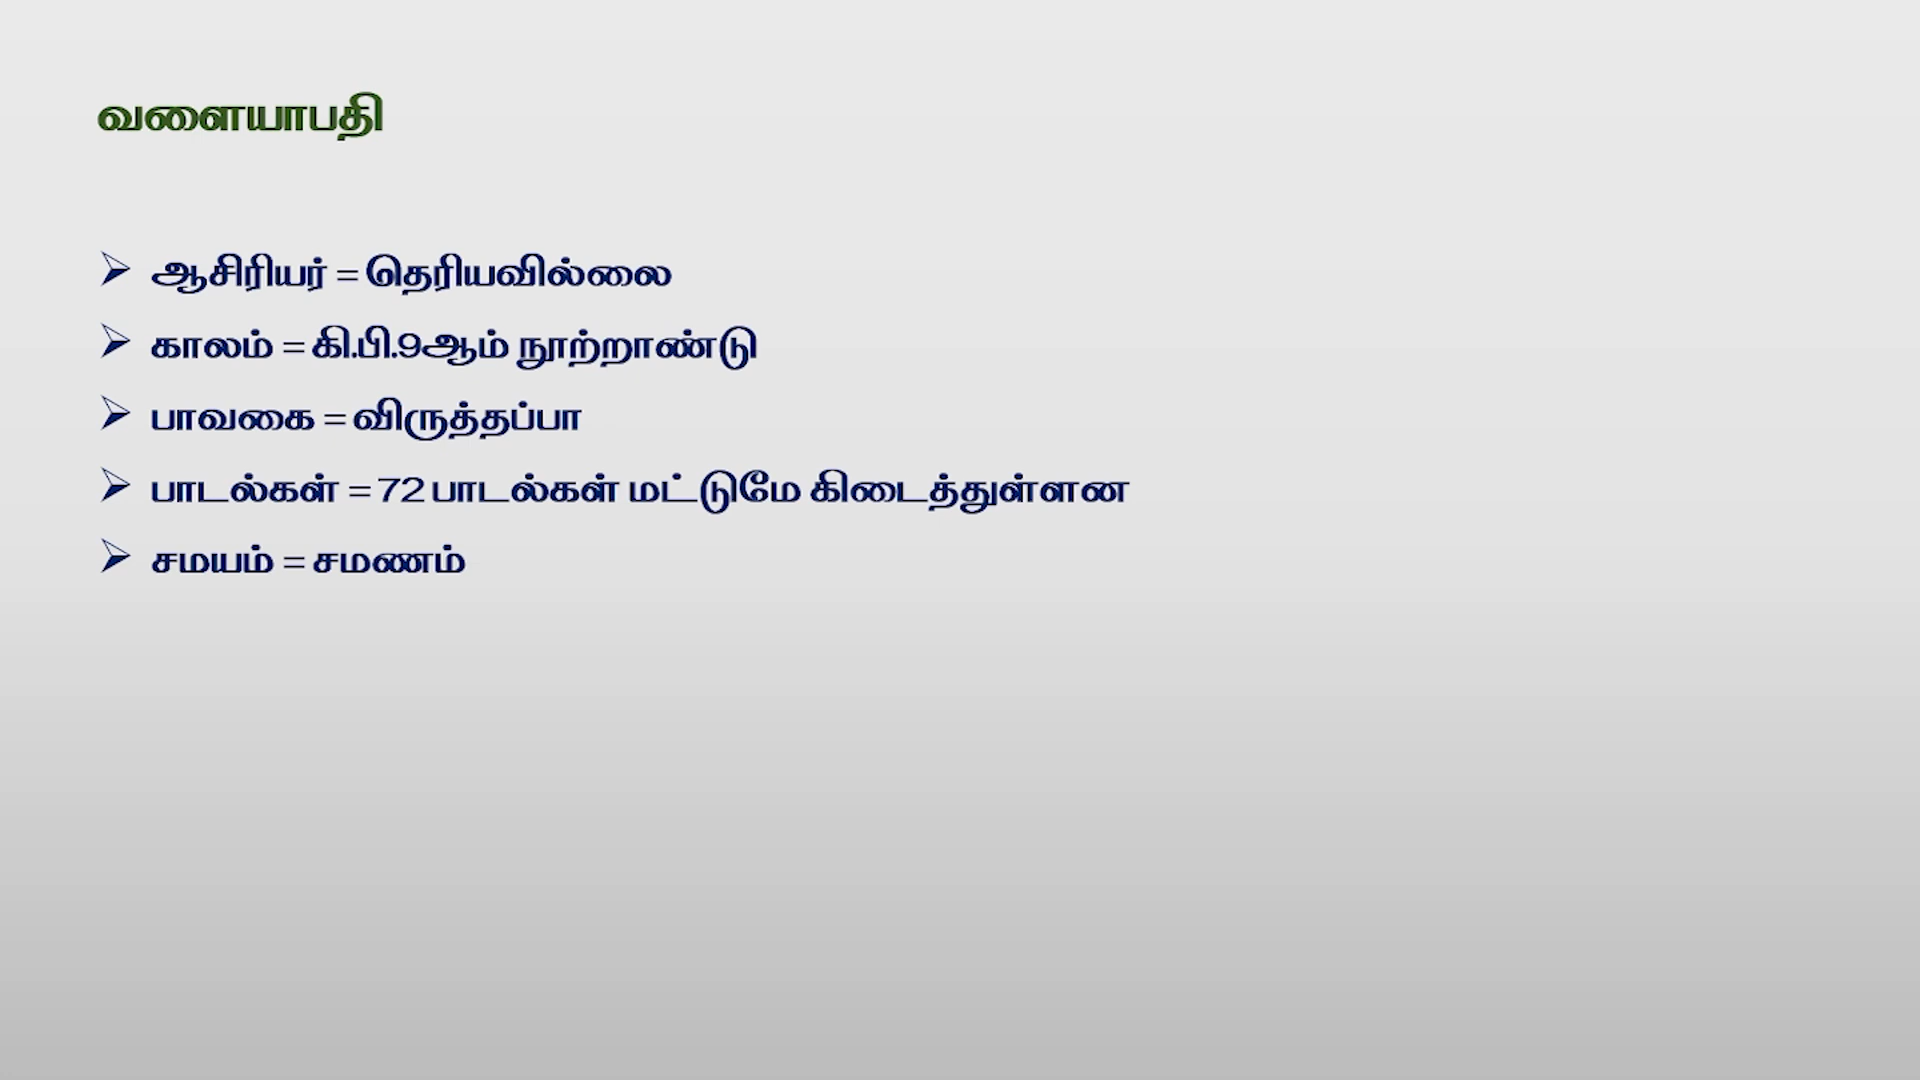 வளையாபதி
➢ ஆசிரியர் = தெரியவில்லை
➢ காலம் = கி.பி.9ஆம் நூற்றாண்டு
➢ பாவகை = விருத்தப்பா
➢ பாடல்கள் = 72 பாடல்கள் மட்டுமே கிடைத்துள்ளன
➢ சமயம் = சமணம்